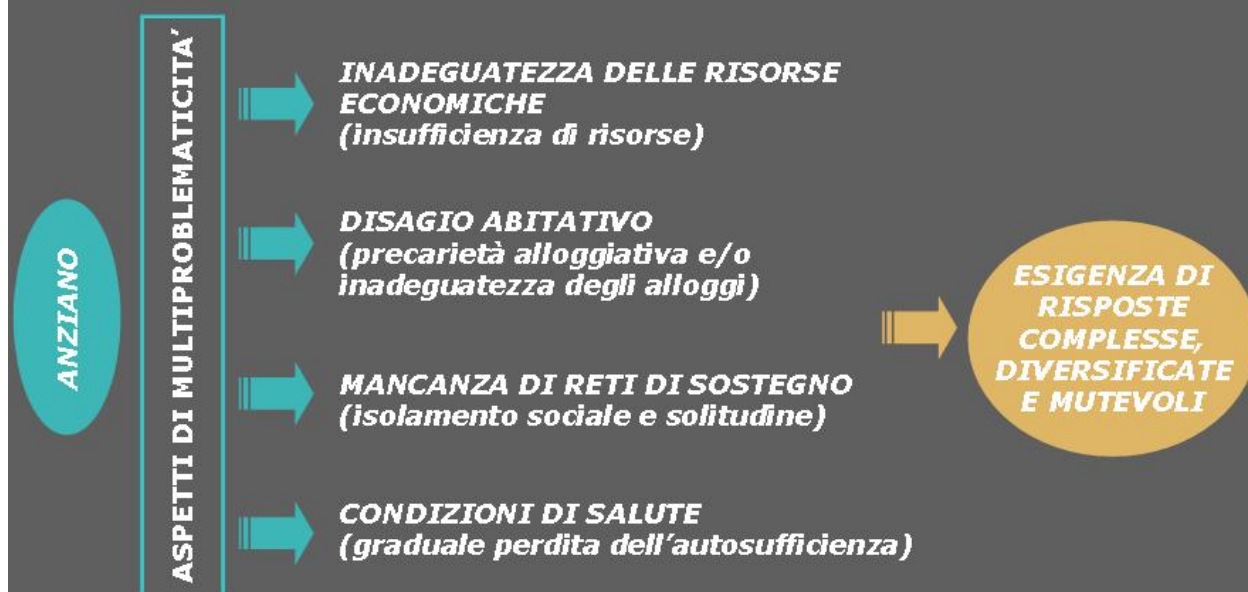 ANZIANO
ASPETTI DI MULTIPROBLEMATICITA’
INADEGUATEZZA DELLE RISORSE
ECONOMICHE
(insufficienza di risorse)
DISAGIO ABITATIVO
(precarietà alloggiativa e/o
inadeguatezza degli alloggi)
MANCANZA DI RETI DI SOSTEGNO
(isolamento sociale e solitudine)
CONDIZIONI DI SALUTE
(graduale perdita dell’autosufficienza)
ESIGENZA DI
RISPOSTE
COMPLESSE,
DIVERSIFICATE
E MUTEVOLI